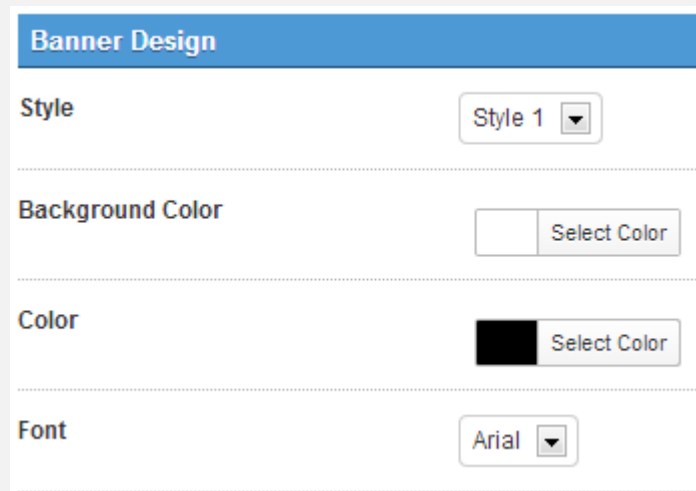 Banner Design
Style
Style 1
Background Color
Select Color
Color
Select Color
Font
Arial